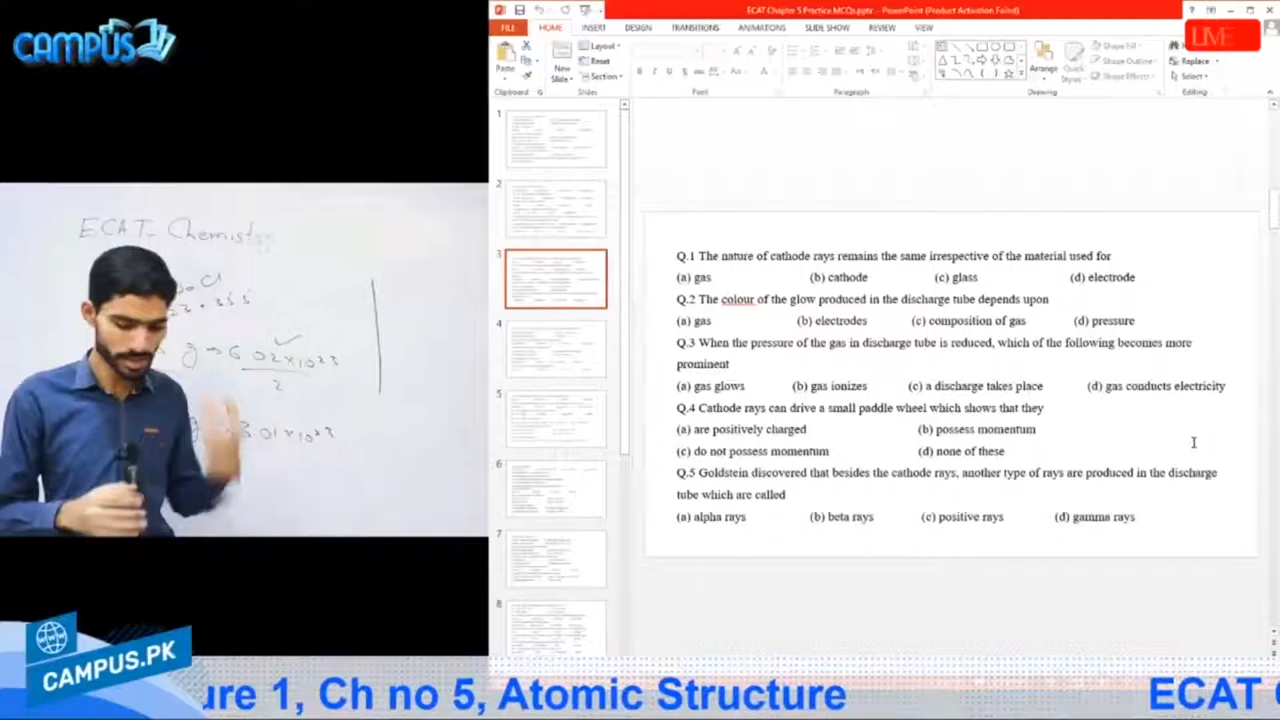 ECAT Chapter 5 Practice MCQs.pptx - PowerPoint (Product Activation Failed)
CAMPUS.PK
FILE HOME INSERT DESIGN TRANSITIONS ANIMATIONS SLIDE SHOW REVIEW VIEW
LIVE
Paste
New
Slide
Layout
Reset
Section
Arrange
Quick
Styles
Shape Fill
Shape Outline
Shape Effects
Replace
Select
Clipboard Slides Font Paragraph Drawing Editing
1
2
3
4
5
6
7
8
Q.1 The nature of cathode rays remains the same irrespective of the material used for
(a) gas (b) cathode (c) glass (d) electrode
Q.2 The colour of the glow produced in the discharge tube depends upon
(a) gas (b) electrodes (c) composition of gas (d) pressure
Q.3 When the pressure of the gas in discharge tube is reduced, which of the following becomes more
prominent
(a) gas glows (b) gas ionizes (c) a discharge takes place (d) gas conducts electricity
Q.4 Cathode rays can drive a small paddle wheel which shows that they
(a) are positively charged (b) possess momentum
(c) do not possess momentum (d) none of these
Q.5 Goldstein discovered that besides the cathode rays, another type of rays are produced in the discharge
tube which are called
(a) alpha rays (b) beta rays (c) positive rays (d) gamma rays
CAMPUS.PK
5, Atomic Structure ECAT